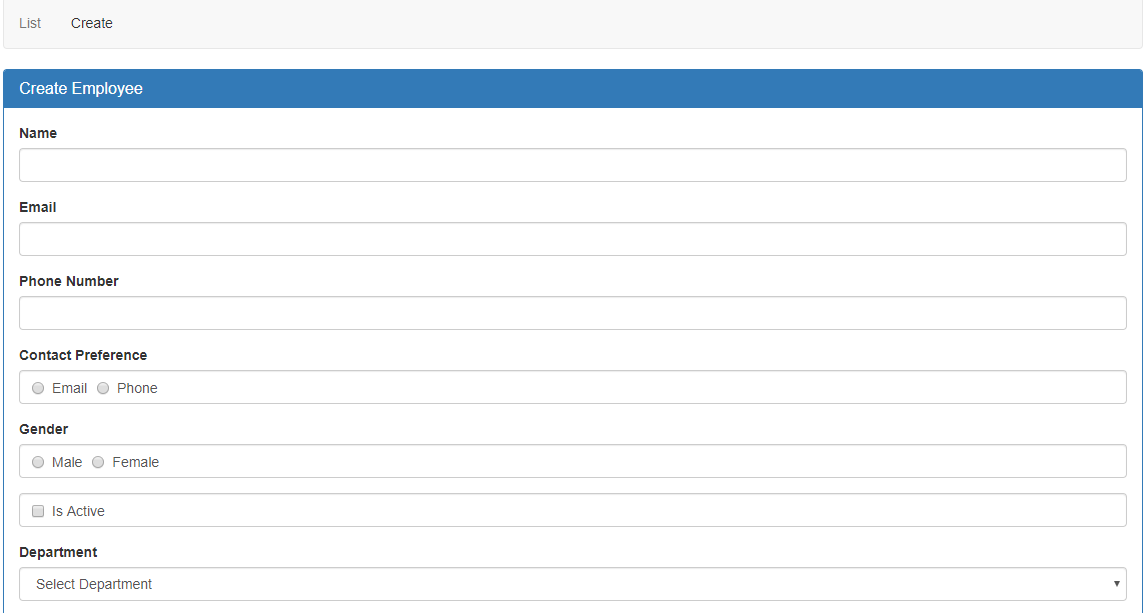 List Create
Create Employee
Name
Email
Phone Number
Contact Preference
Email Phone
Gender
Male Female
Is Active
Department
Select Department